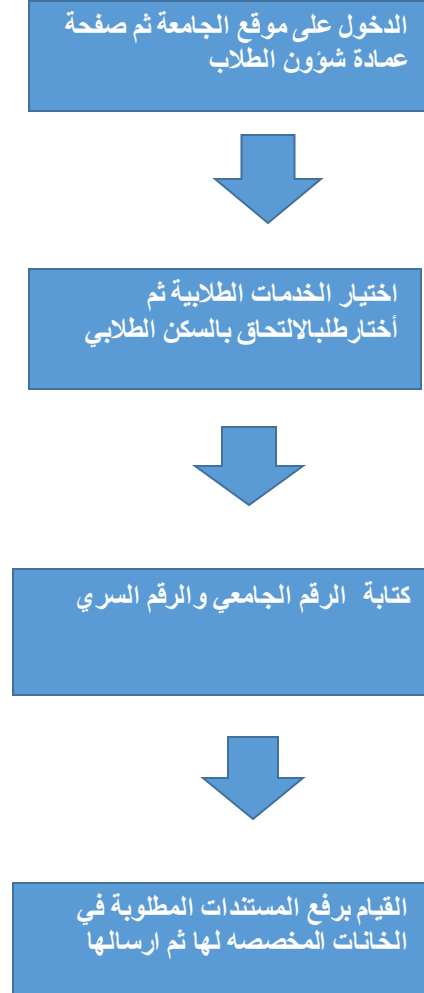 الدخول على موقع الجامعة ثم صفحة
عمادة شؤون الطلاب
اختيار الخدمات الطلابية ثم
أختارطلبالالتحاق بالسكن الطلابي
كتابة الرقم الجامعي والرقم السري
القيام برفع المستندات المطلوبة في
الخانات المخصصه لها ثم ارسالها